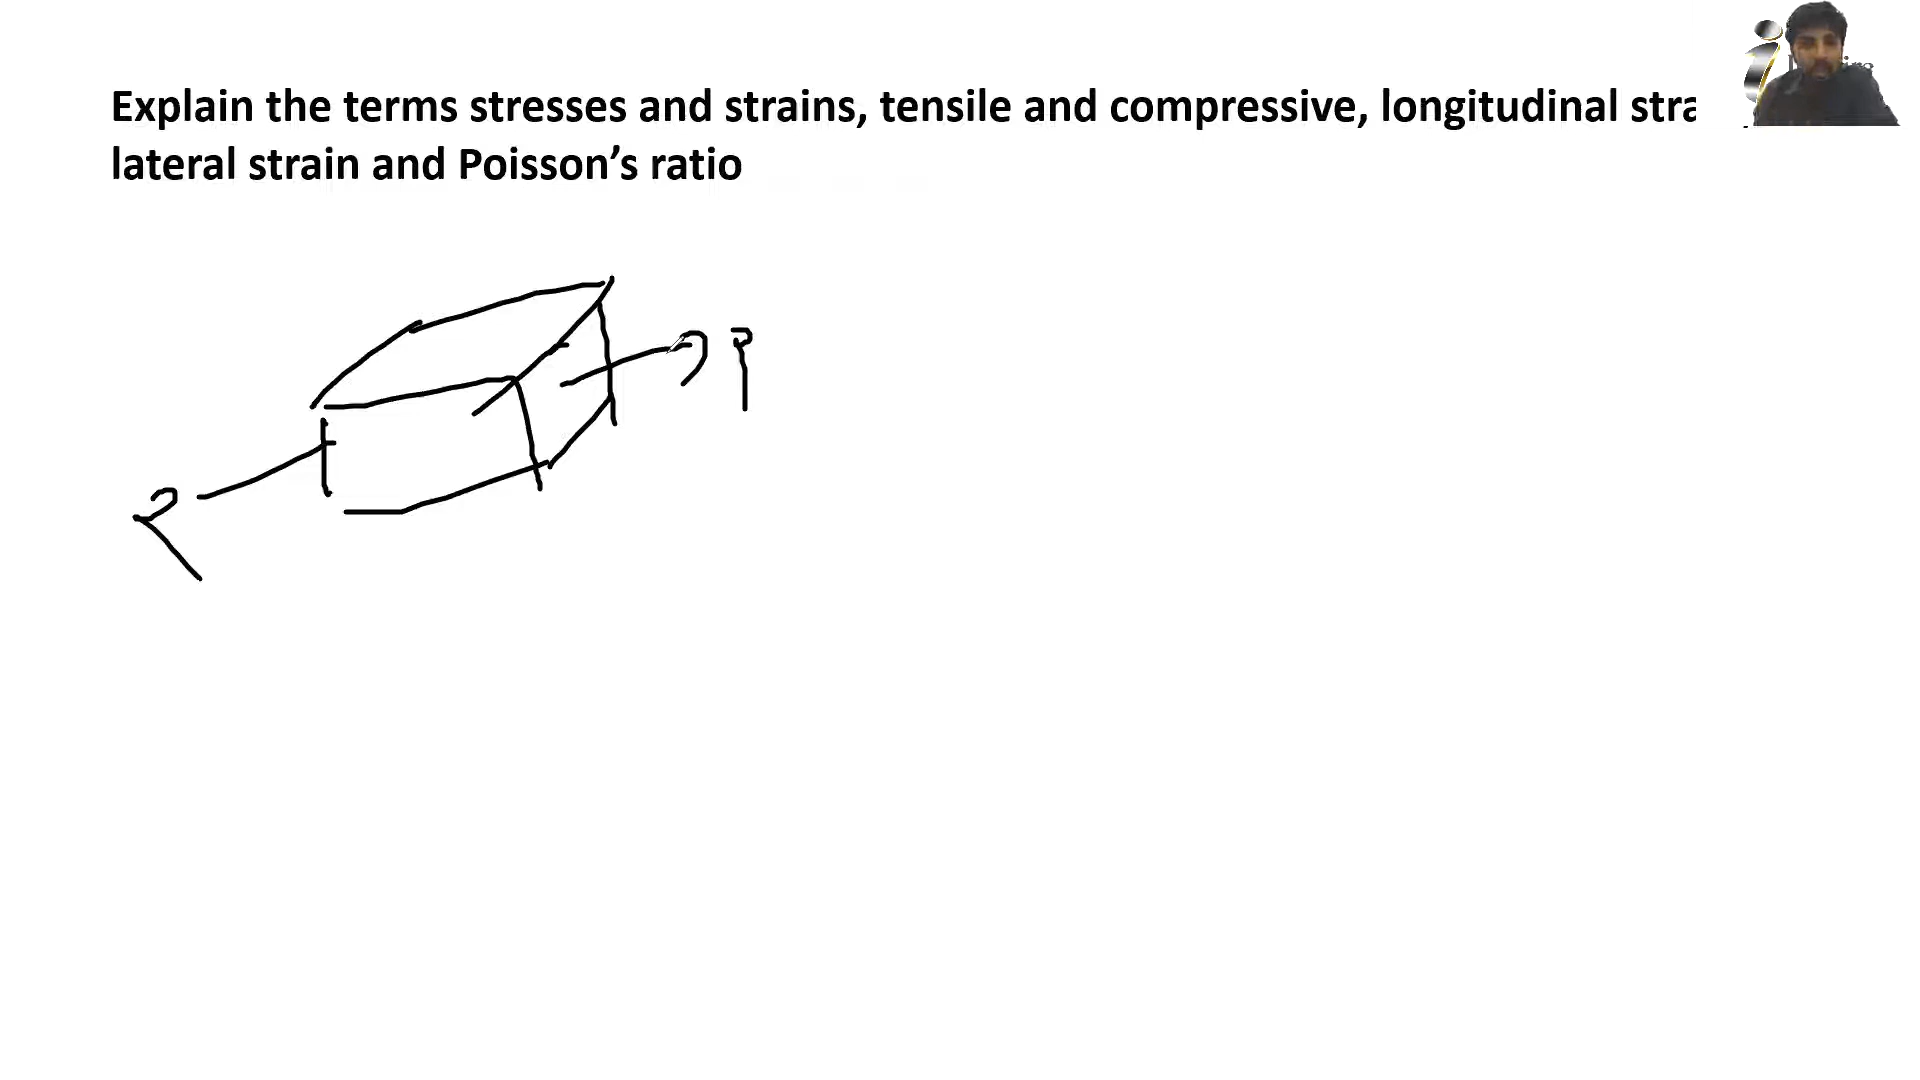 Explain the terms stresses and strains, tensile and compressive, longitudinal stra
lateral strain and Poisson’s ratio
P
P